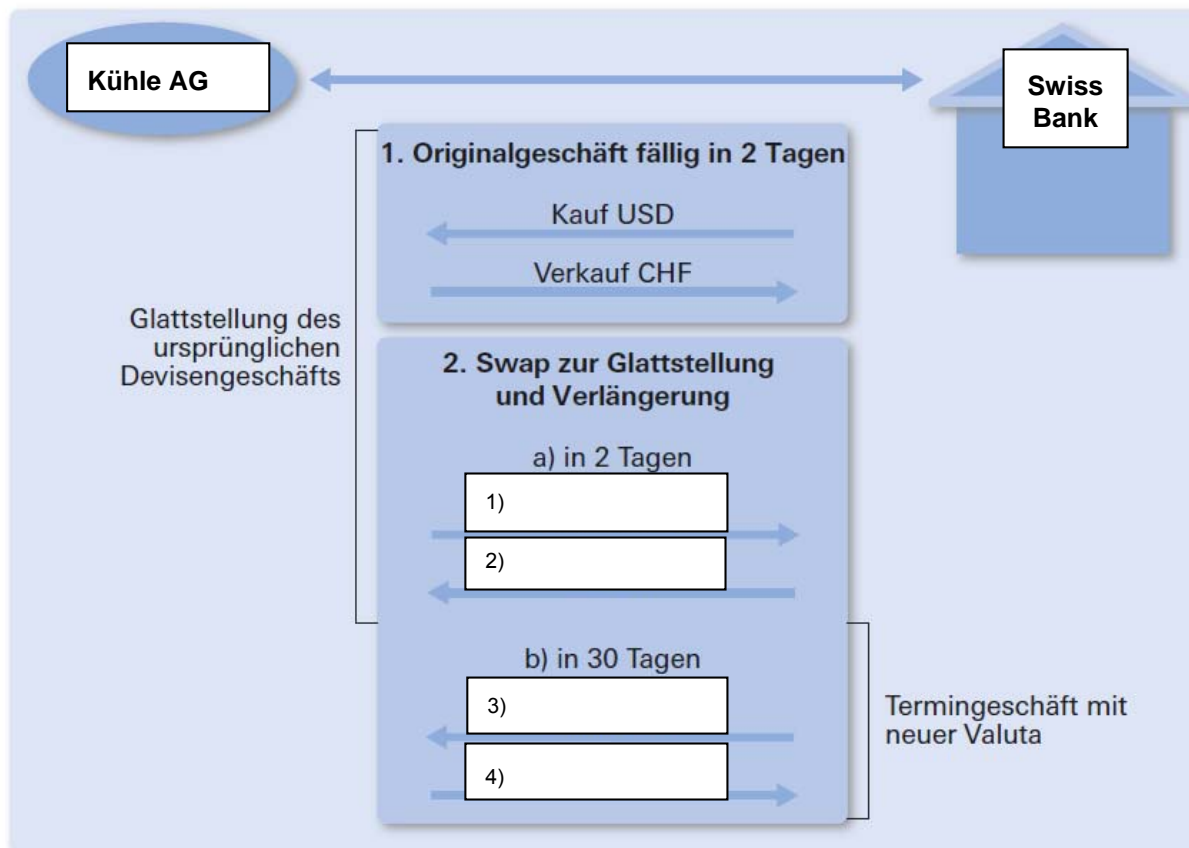 Kühle AG
Swiss
Bank
1. Originalgeschäft fällig in 2 Tagen
Kauf USD
Verkauf CHF
Glattstellung des
ursprünglichen
Devisengeschäfts
2. Swap zur Glattstellung
und Verlängerung
a) in 2 Tagen
1)
2)
b) in 30 Tagen
3)
4)
Termingeschäft mit
neuer Valuta